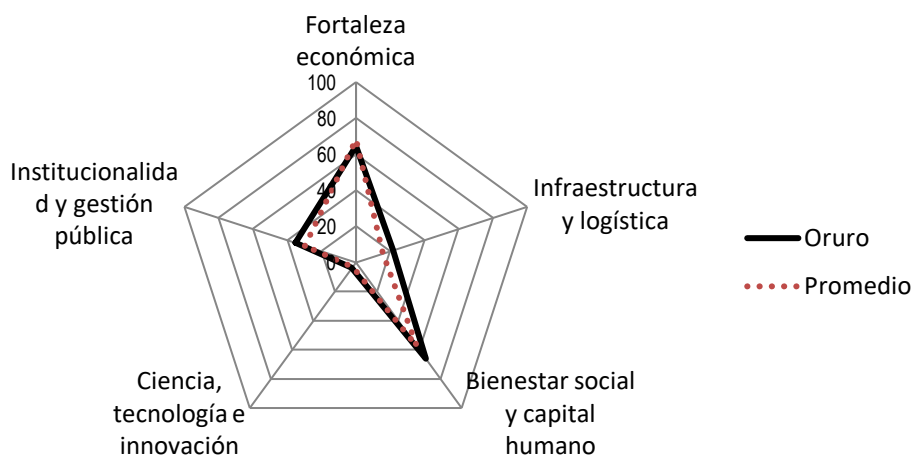 Fortaleza
económica
100
80
60
40
20
0
Infraestructura
y logística
Bienestar social
y capital
humano
Ciencia,
tecnología e
innovación
Institucionalida
d y gestión
pública
Oruro
Promedio